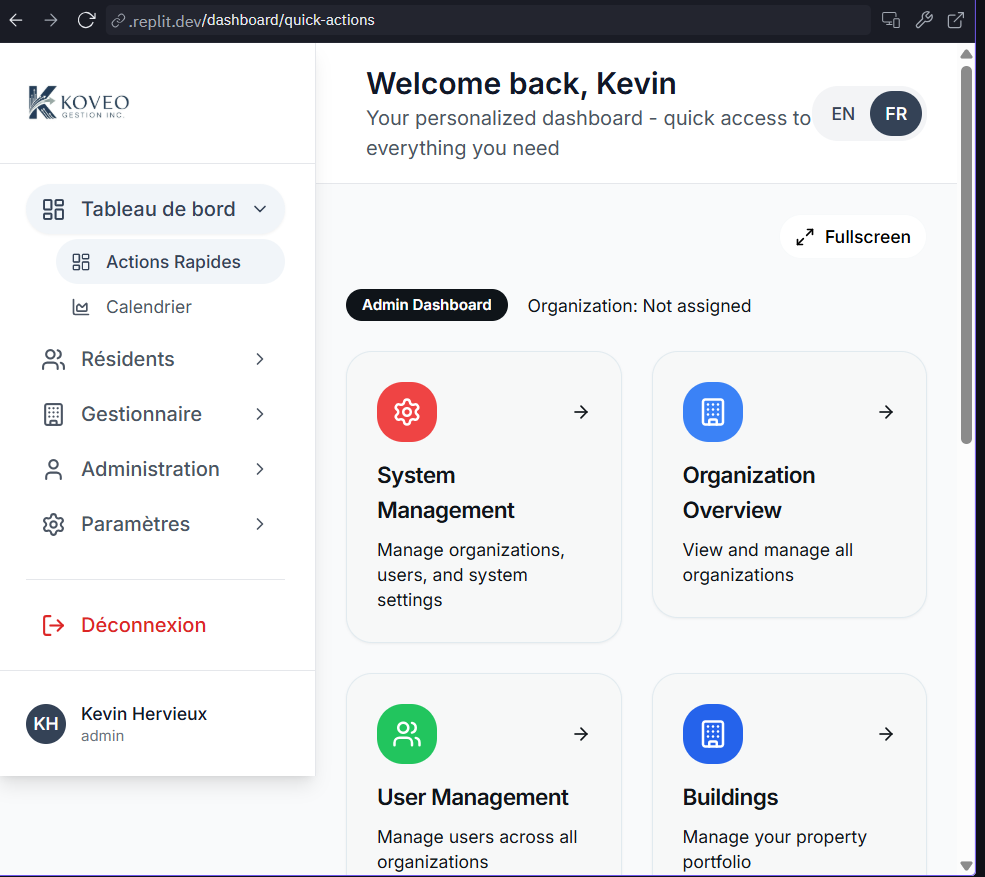 .replit.dev/dashboard/quick-actions
KOVEO
GESTION INC.
Welcome back, Kevin
Your personalized dashboard - quick access to
everything you need
EN
FR
Tableau de bord
Actions Rapides
Calendrier
Résidents
Gestionnaire
Administration
Paramètres
Déconnexion
KH
Kevin Hervieux
admin
Fullscreen
Admin Dashboard
Organization: Not assigned
System
Management
Manage organizations,
users, and system
settings
Organization
Overview
View and manage all
organizations
User Management
Manage users across all
organizations
Buildings
Manage your property
portfolio